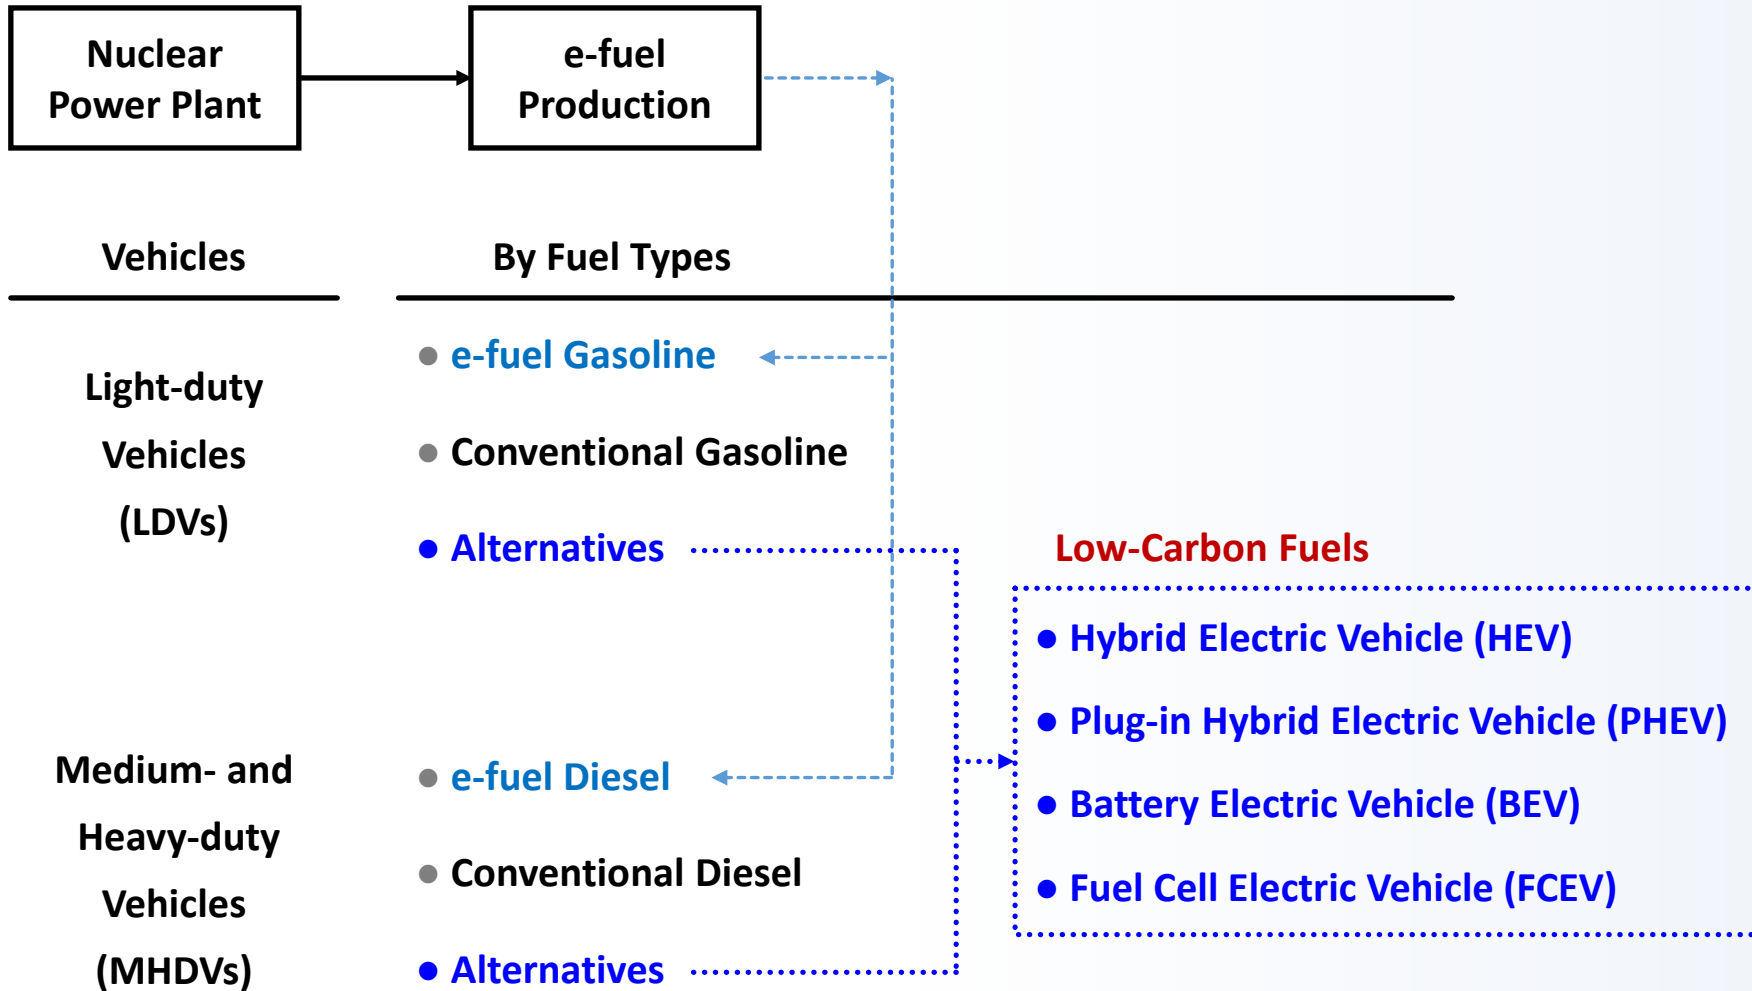 Nuclear
Power Plant
e-fuel
Production
Vehicles
By Fuel Types
Light-duty
Vehicles
(LDVs)
● e-fuel Gasoline
● Conventional Gasoline
● Alternatives
Low-Carbon Fuels
● Hybrid Electric Vehicle (HEV)
● Plug-in Hybrid Electric Vehicle (PHEV)
● Battery Electric Vehicle (BEV)
● Fuel Cell Electric Vehicle (FCEV)
Medium- and
Heavy-duty
Vehicles
(MHDVs)
● e-fuel Diesel
● Conventional Diesel
● Alternatives